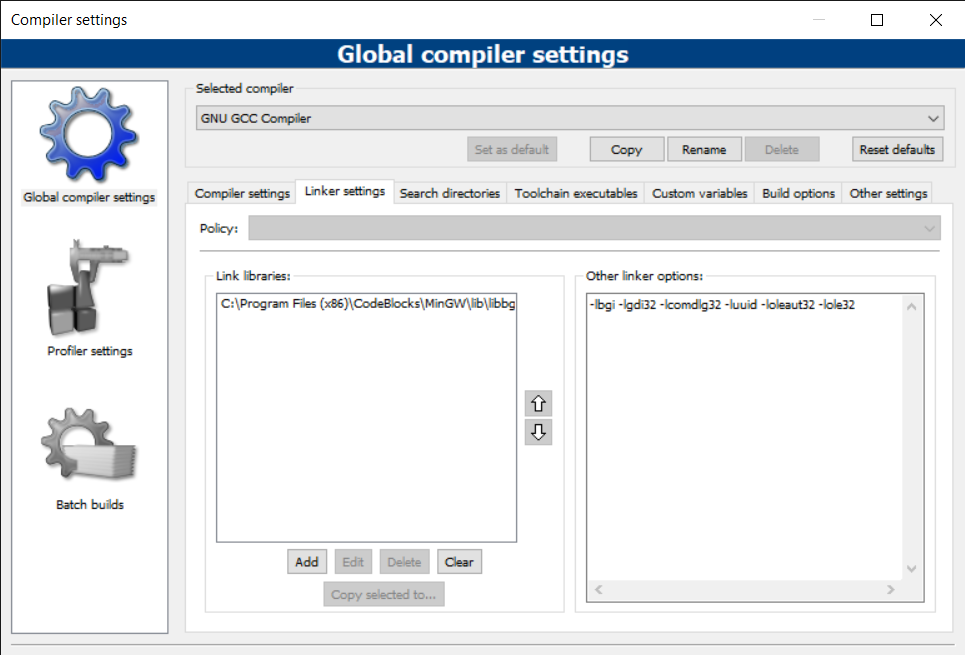 Compiler settings
Global compiler settings
Global compiler settings
Profiler settings
Batch builds
Selected compiler
GNU GCC Compiler
Set as default Copy Rename Delete Reset defaults
Compiler settings Linker settings Search directories Toolchain executables Custom variables Build options Other settings
Policy:
Link libraries:
C:\Program Files (x86)\CodeBlocks\MinGW\lib\libbg
Add Edit Delete Clear
Copy selected to...
Other linker options:
-lbgi -lgdi32 -lcomdlg32 -luuid -loleaut32 -lole32